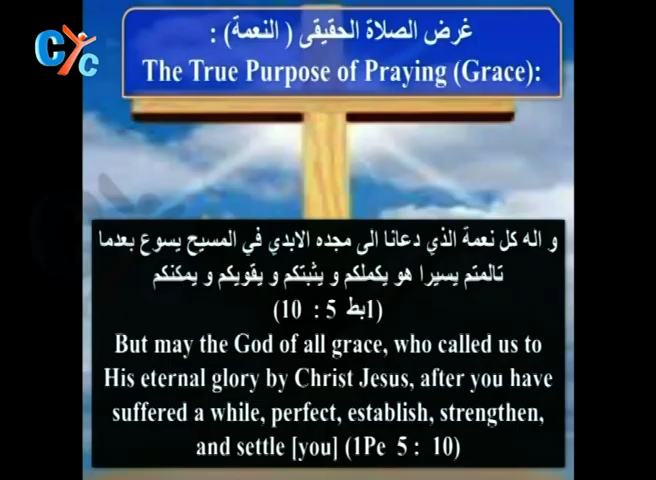 CYC
غرض الصلاة الحقيقى ( النعمة) :
The True Purpose of Praying (Grace):
و اله كل نعمة الذي دعانا الى مجده الابدي في المسيح يسوع بعدما
تالمتم يسيرا هو يكملكم و يثبتكم و يقويكم و يمكنكم
(1بط 5 : 10)
But may the God of all grace, who called us to
His eternal glory by Christ Jesus, after you have
suffered a while, perfect, establish, strengthen,
and settle [you] (1Pe 5 : 10)